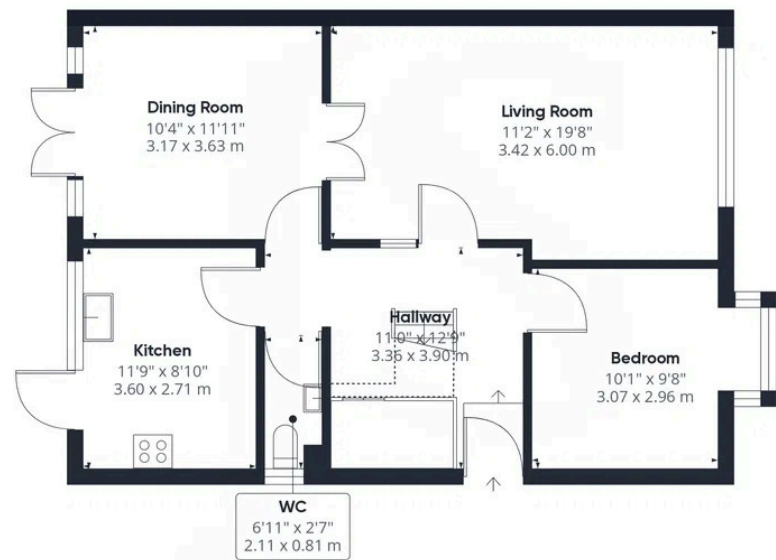 Dining Room
10'4" x 11'11"
3.17 x 3.63 m
Living Room
11'2" x 19'8"
3.42 x 6.00 m
Kitchen
11'9" x 8'10"
3.60 x 2.71 m
Hallway
11'0" x 12'9"
3.36 x 3.90 m
Bedroom
10'1" x 9'8"
3.07 x 2.96 m
WC
6'11" x 2'7"
2.11 x 0.81 m